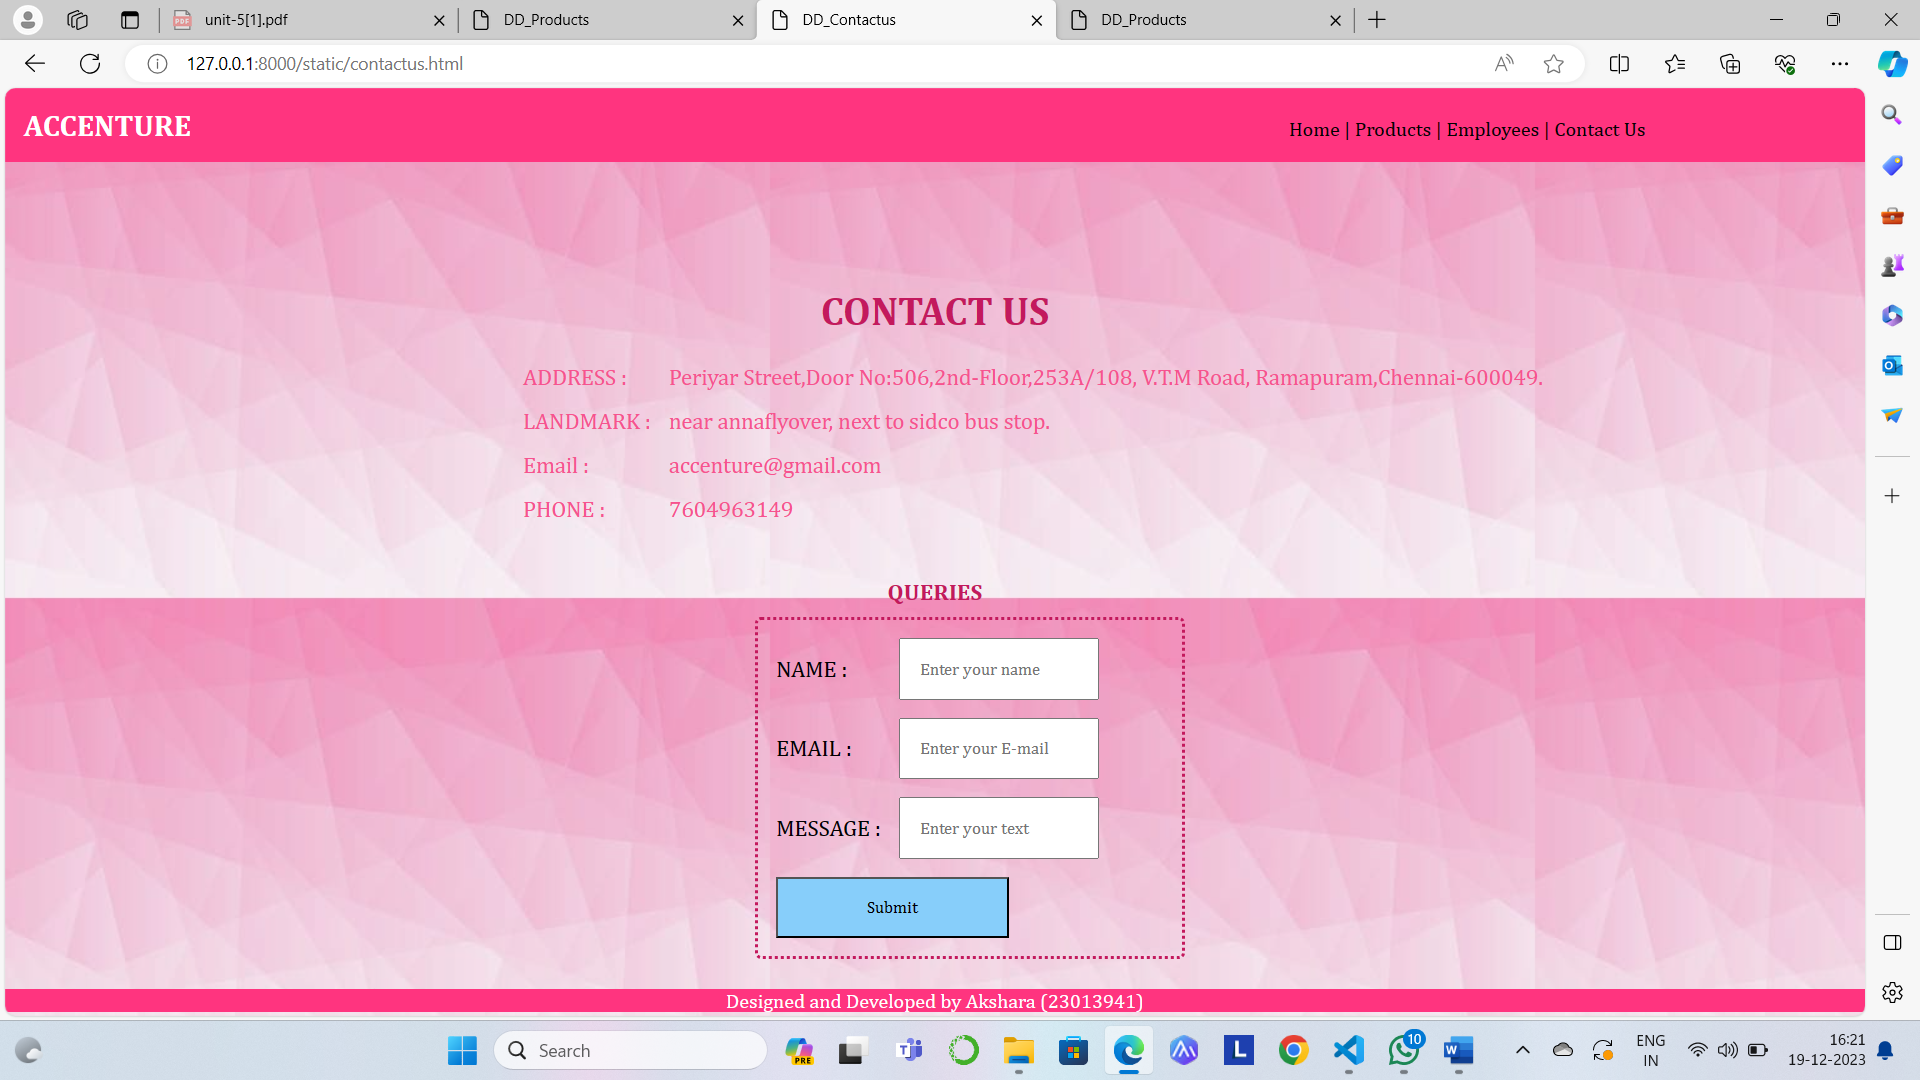 unit-5[1].pdf
DD_Products
DD_Contactus
DD_Products
127.0.0.1:8000/static/contactus.html
ACCENTURE
Home | Products | Employees | Contact Us
CONTACT US
ADDRESS : Periyar Street,Door No:506,2nd-Floor,253A/108, V.T.M Road, Ramapuram,Chennai-600049.
LANDMARK : near annaflyover, next to sidco bus stop.
Email : accenture@gmail.com
PHONE : 7604963149
QUERIES
NAME : Enter your name
EMAIL : Enter your E-mail
MESSAGE : Enter your text
Submit
Designed and Developed by Akshara (23013941)
Search
PRE
L
10
W
ENG
IN
16:21
19-12-2023